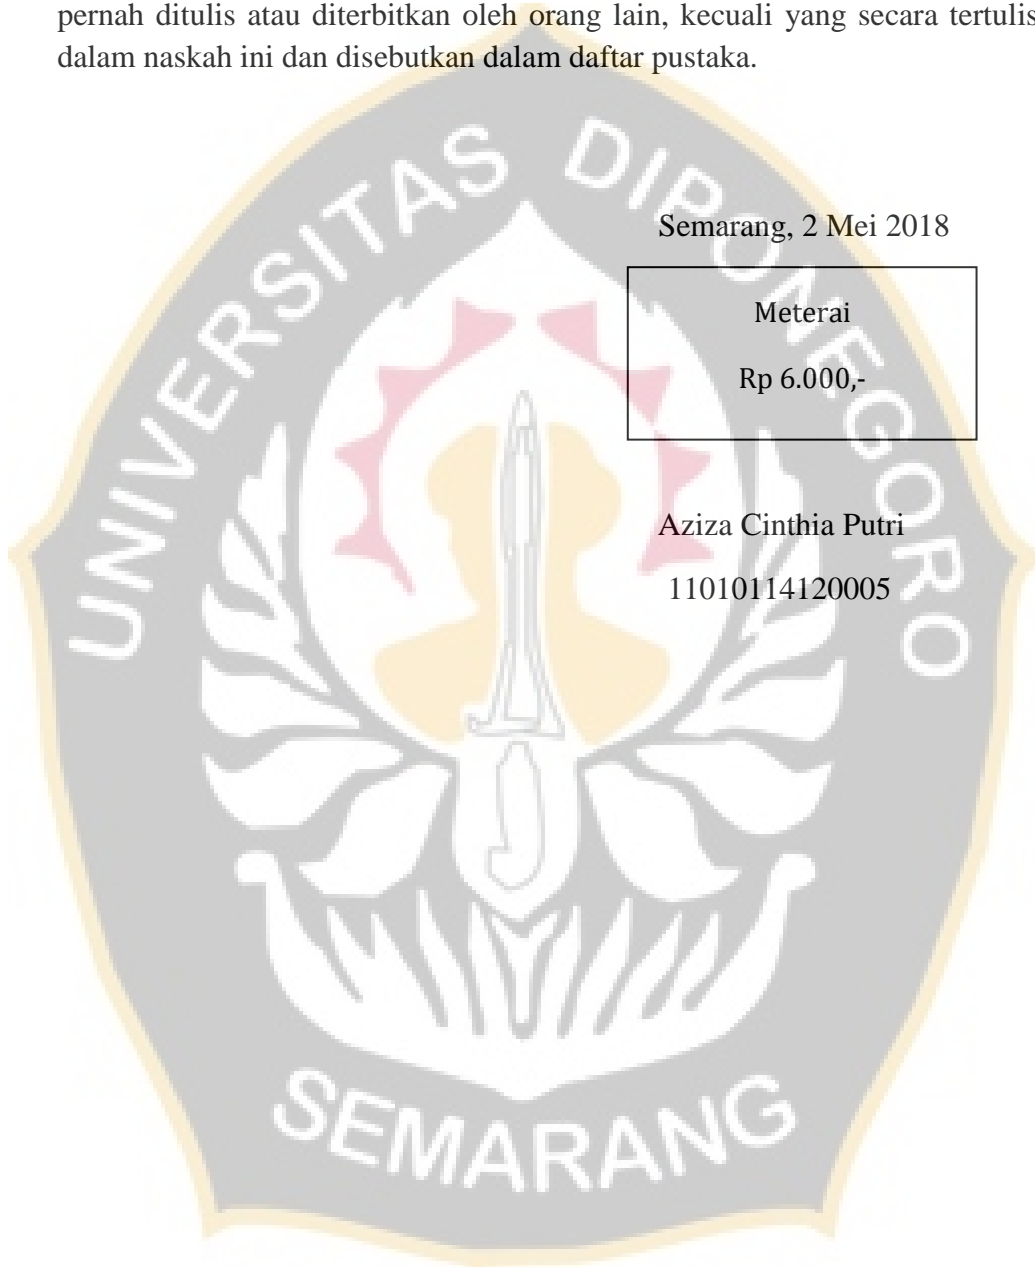 pernah ditulis atau diterbitkan oleh orang lain, kecuali yang secara tertulis
dalam naskah ini dan disebutkan dalam daftar pustaka.
Semarang, 2 Mei 2018
Meterai
Rp 6.000,-
Aziza Cinthia Putri
11010114120005
UNIVERSITAS DIPONEGORO
SEMARANG